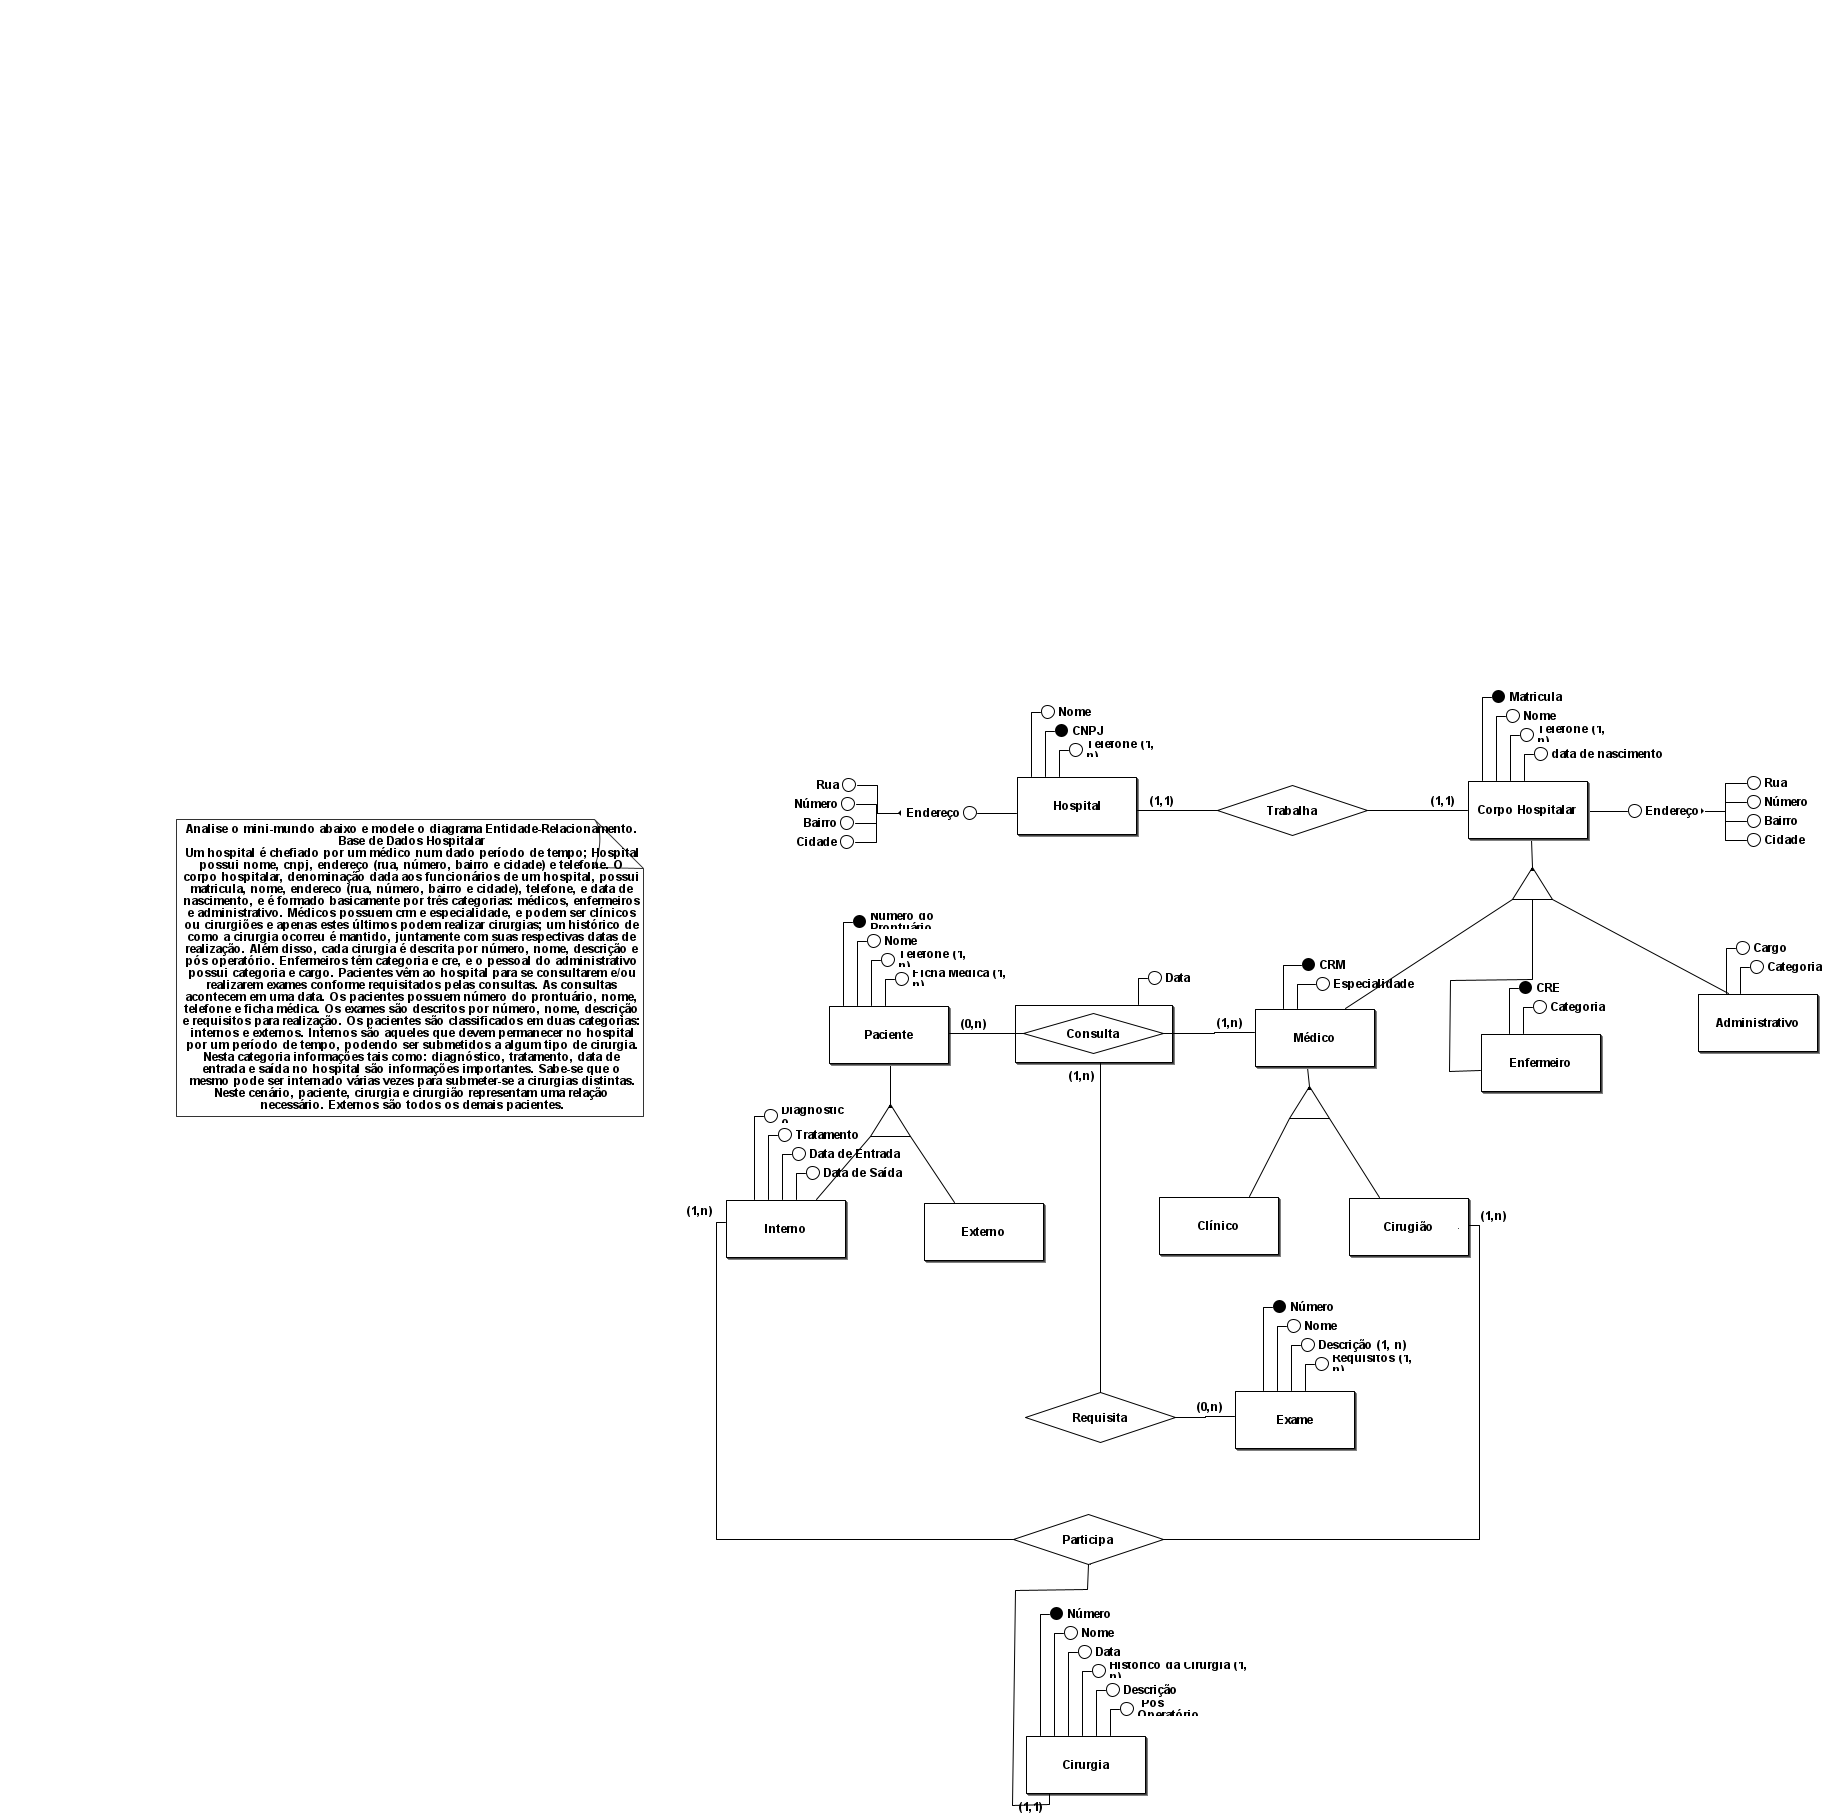 Analise o mini-mundo abaixo e modele o diagrama Entidade-Relacionamento.
Base de Dados Hospitalar
Um hospital é chefiado por um médico num dado período de tempo; Hospital
possui nome, cnpj, endereço (rua, número, bairro e cidade) e telefone. O
corpo hospitalar, denominação dada aos funcionários de um hospital, possui
matricula, nome, endereco (rua, número, bairro e cidade), telefone, e data de
nascimento, e é formado basicamente por três categorias: médicos, enfermeiros
e administrativo. Médicos possuem crm e especialidade, e podem ser clínicos
ou cirurgiões e apenas estes últimos podem realizar cirurgias; um histórico de
como a cirurgia ocorreu é mantido, juntamente com suas respectivas datas de
realização. Além disso, cada cirurgia é descrita por número, nome, descrição e
pós operatório. Enfermeiros têm categoria e cre, e o pessoal do administrativo
possui categoria e cargo. Pacientes vêm ao hospital para se consultarem e/ou
realizarem exames conforme requisitados pelas consultas. As consultas
acontecem em uma data. Os pacientes possuem número do prontuário, nome,
telefone e ficha médica. Os exames são descritos por número, nome, descrição
e requisitos para realização. Os pacientes são classificados em duas categorias:
internos e externos. Internos são aqueles que devem permanecer no hospital
por um período de tempo, podendo ser submetidos a algum tipo de cirurgia.
Nesta categoria informações tais como: diagnóstico, tratamento, data de
entrada e saída no hospital são informações importantes. Sabe-se que o
mesmo pode ser internado várias vezes para submeter-se a cirurgias distintas.
Neste cenário, paciente, cirurgia e cirurgião representam uma relação
necessário. Externos são todos os demais pacientes.
Nome
CNPJ
Telefone (1,
n)
Rua
Número
Bairro
Cidade
Endereço
Hospital
(1,1)
Trabalha
(1,1)
Matricula
Nome
Telefone (1,
n)
data de nascimento
Corpo Hospitalar
Endereço
Rua
Número
Bairro
Cidade
Número do
Prontuário
Nome
Telefone (1,
n)
Ficha Médica (1,
n)
Paciente
(0,n)
Data
Consulta
(1,n)
(1,n)
CRM
Especialidade
Médico
CRE
Categoria
Enfermeiro
Cargo
Categoria
Administrativo
Diagnóstic
o
Tratamento
Data de Entrada
Data de Saída
(1,n)
Interno
Externo
Clínico
Cirugião
(1,n)
Número
Nome
Descrição (1, n)
Requisitos (1,
n)
Requisita
(0,n)
Exame
Participa
Número
Nome
Data
Histórico da Cirurgia (1,
n)
Descrição
Pós
Operatório
Cirurgia
(1,1)